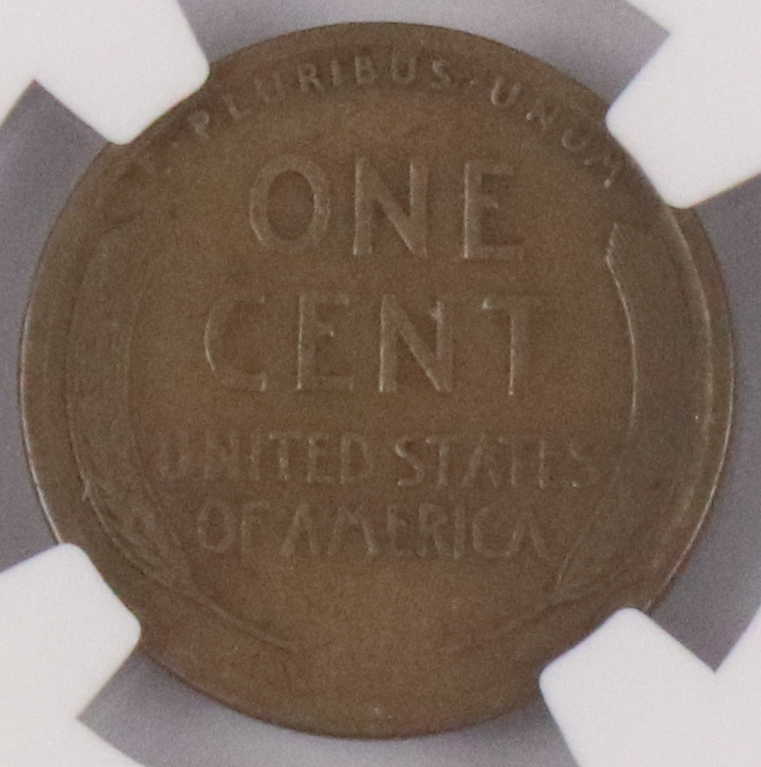 E · PLURIBUS · UNUM
ONE
CENT
UNITED STATES
OF AMERICA